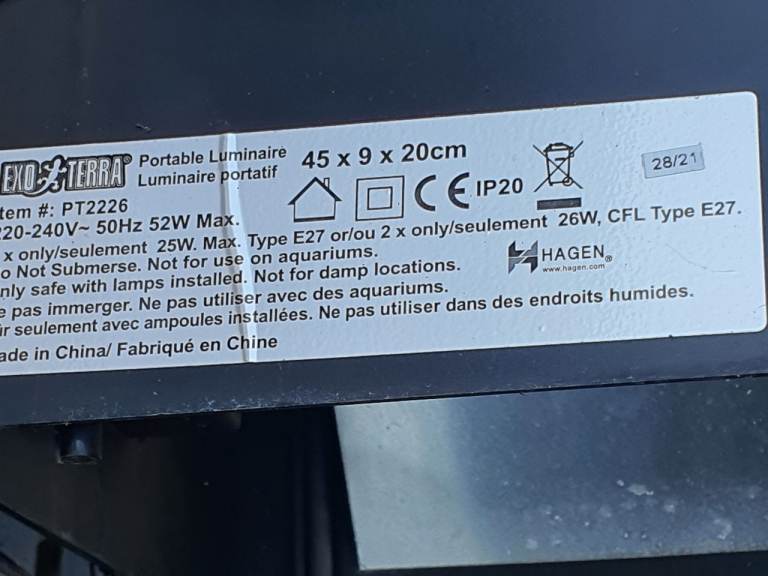 EXO TERRA® Portable Luminaire 45 x 9 x 20cm
Luminaire portatif
tem #: PT2226 IP20 28/21
220-240V~ 50Hz 52W Max.
x only/seulement 25W. Max. Type E27 or/ou 2 x only/seulement 26W, CFL Type E27.
o Not Submerse. Not for use on aquariums.
nly safe with lamps installed. Not for damp locations.
HAGEN®
www.hagen.com
e pas immerger. Ne pas utiliser avec des aquariums.
ûr seulement avec ampoules installées. Ne pas utiliser dans des endroits humides.
ade in China/ Fabriqué en Chine